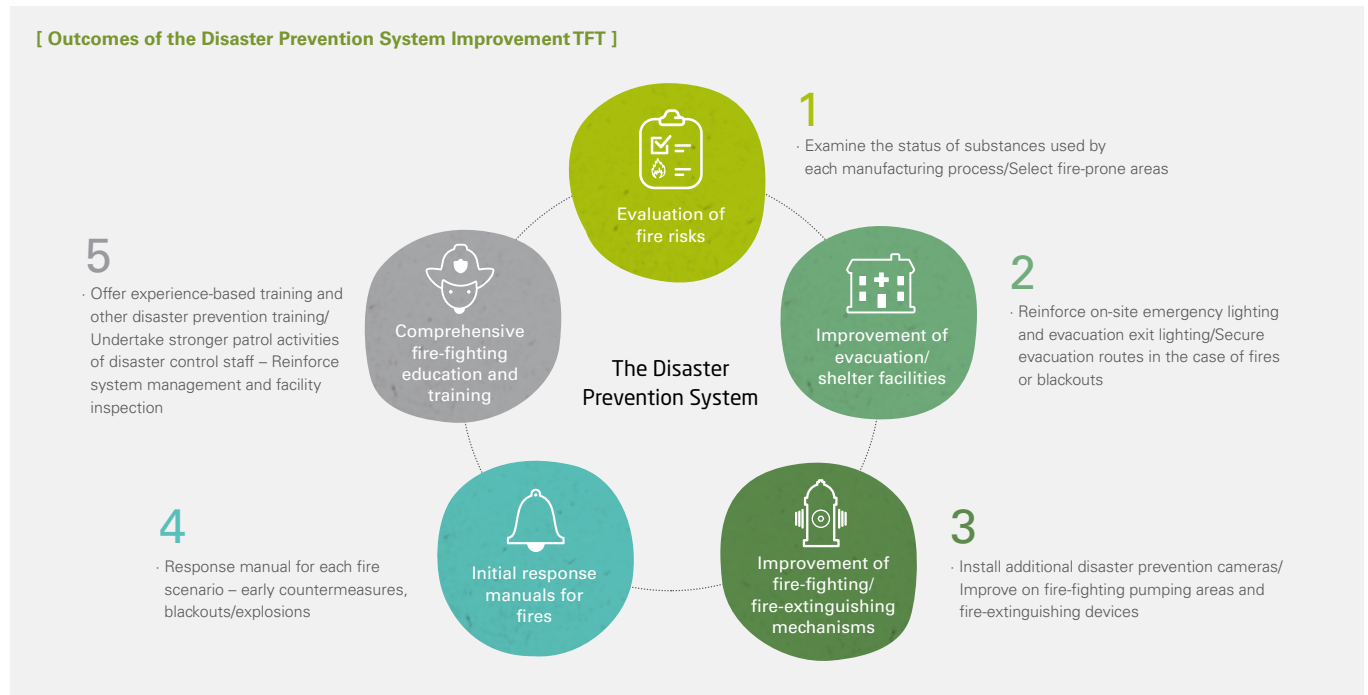 [ Outcomes of the Disaster Prevention System Improvement TFT ]
1
· Examine the status of substances used by
each manufacturing process/Select fire-prone areas
Evaluation of
fire risks
2
· Reinforce on-site emergency lighting
and evacuation exit lighting/Secure
evacuation routes in the case of fires
or blackouts
Improvement of
evacuation/
shelter facilities
3
· Install additional disaster prevention cameras/
Improve on fire-fighting pumping areas and
fire-extinguishing devices
Improvement of
fire-fighting/
fire-extinguishing
mechanisms
4
· Response manual for each fire
scenario – early countermeasures,
blackouts/explosions
Initial response
manuals for
fires
5
· Offer experience-based training and
other disaster prevention training/
Undertake stronger patrol activities
of disaster control staff – Reinforce
system management and facility
inspection
Comprehensive
fire-fighting
education and
training
The Disaster
Prevention System